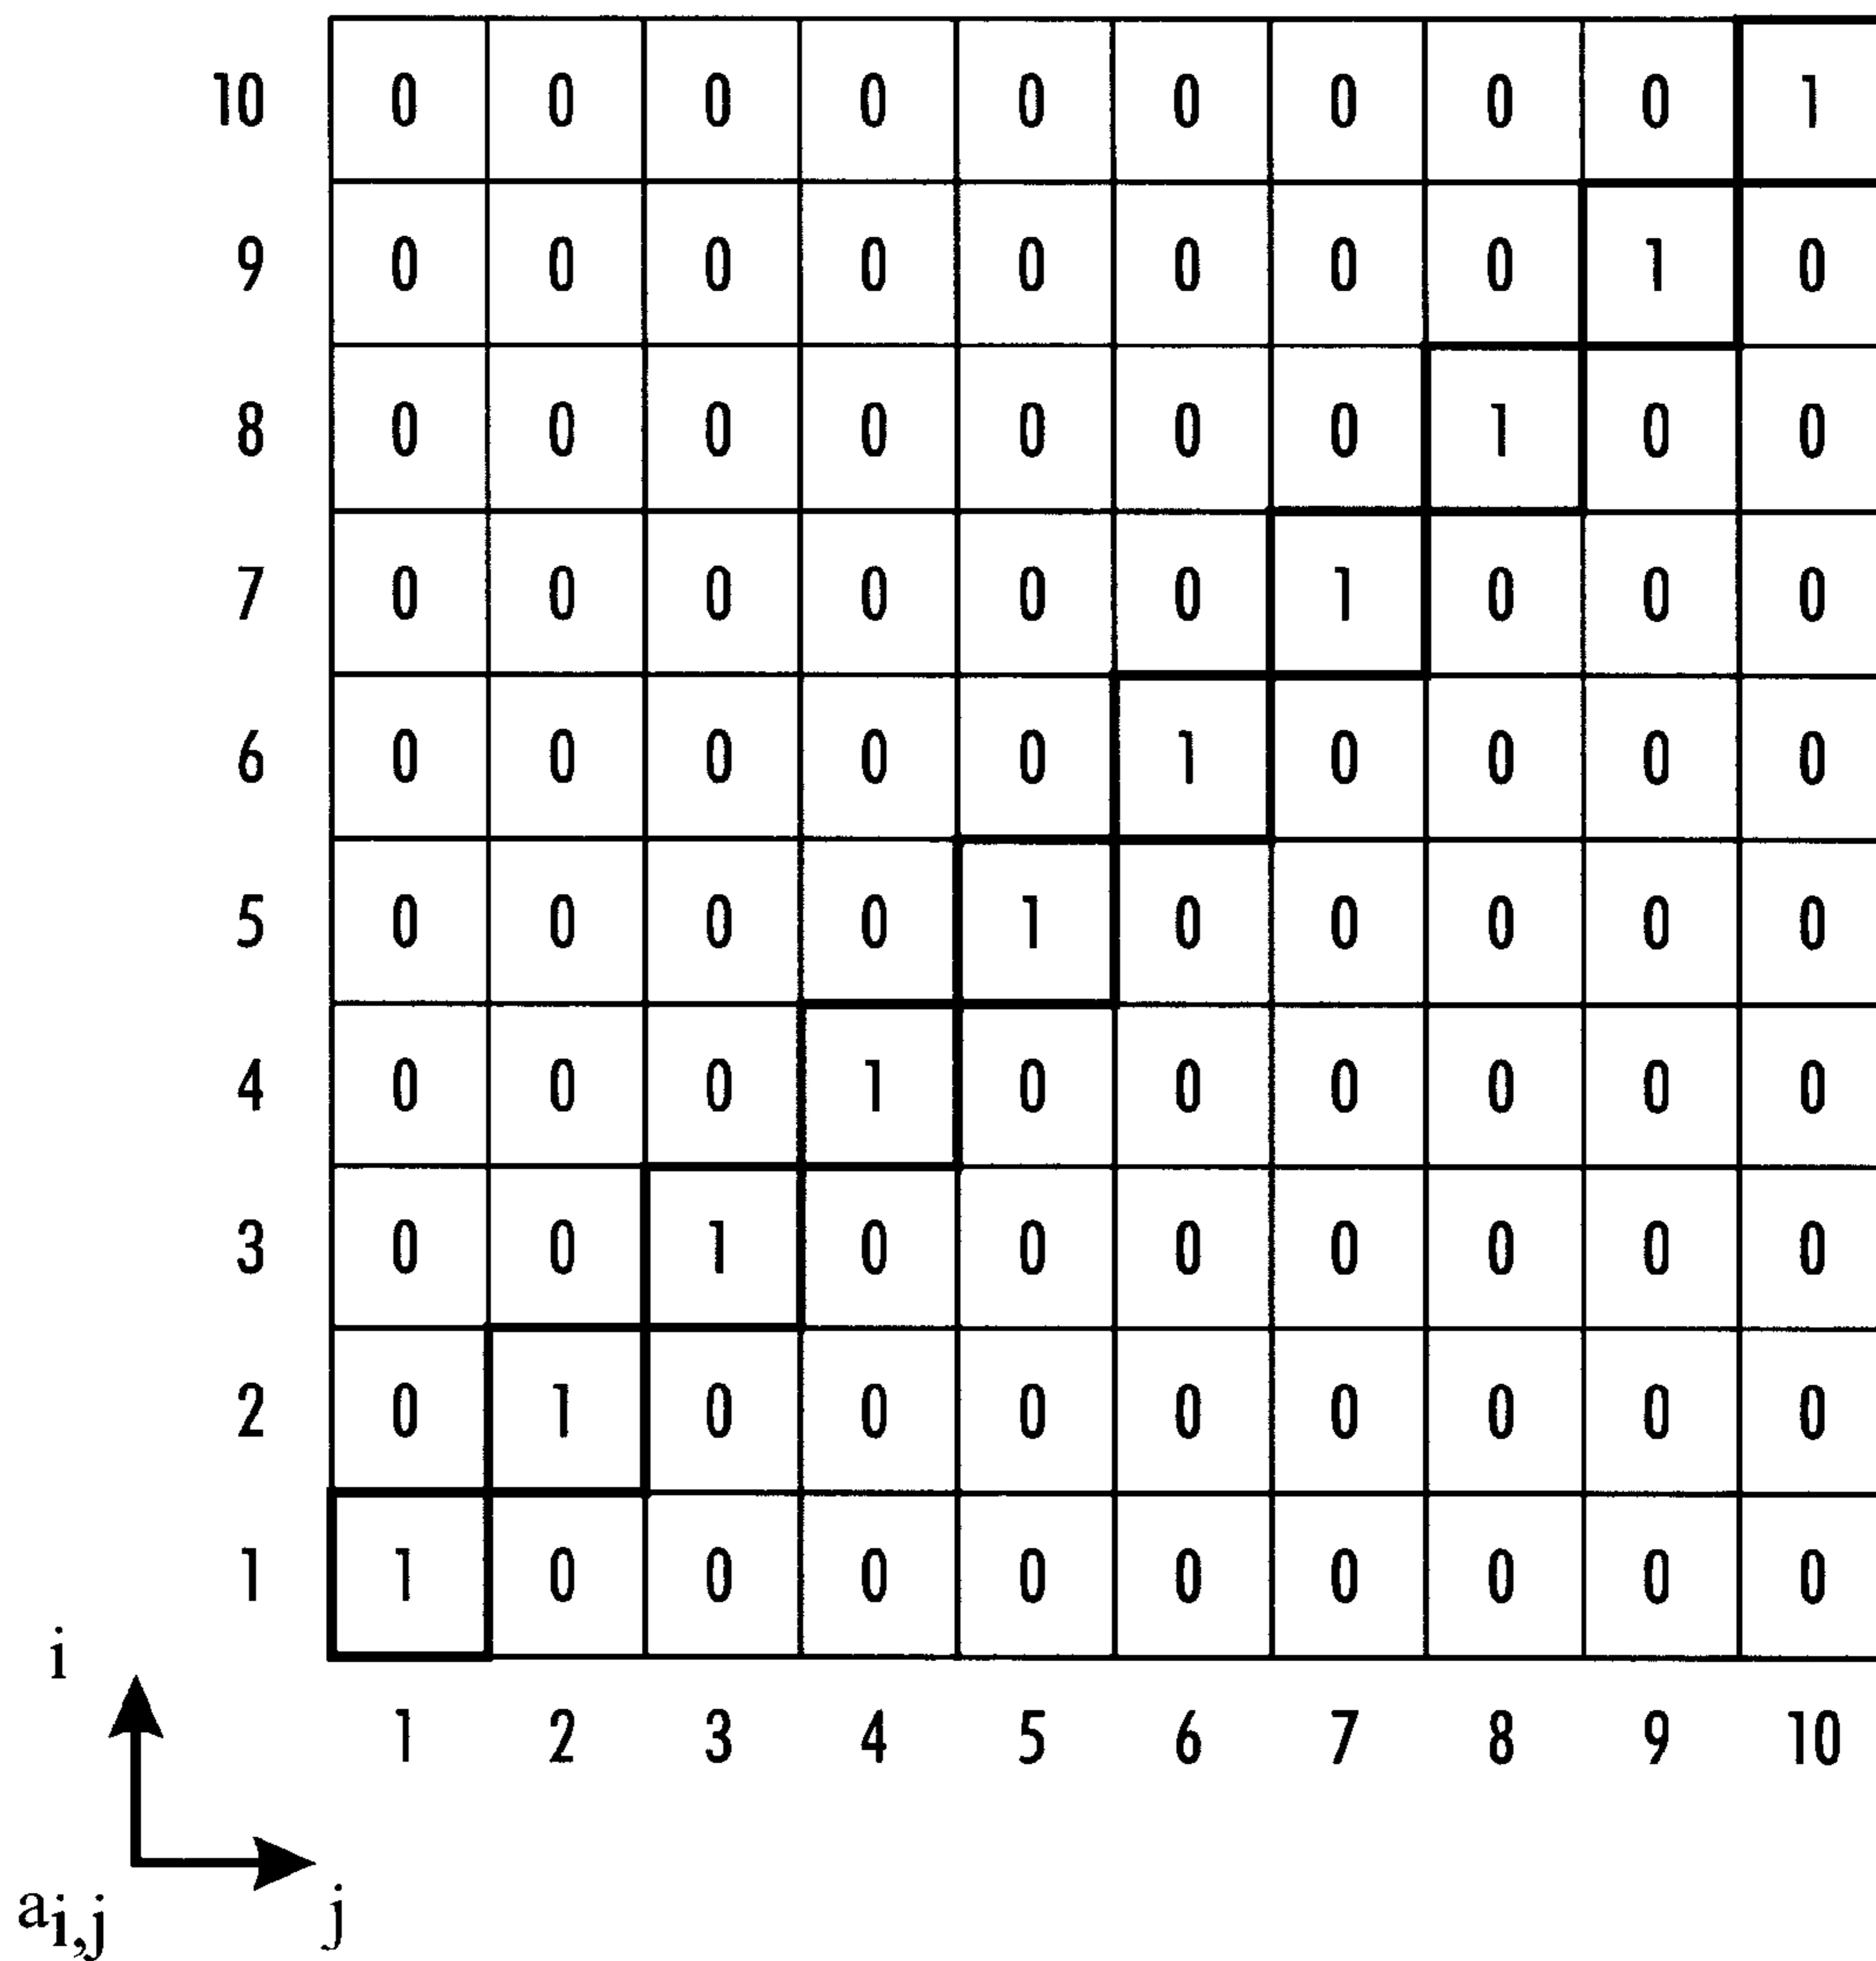 10 0 0 0 0 0 0 0 0 0 1
9 0 0 0 0 0 0 0 0 1 0
8 0 0 0 0 0 0 0 1 0 0
7 0 0 0 0 0 0 1 0 0 0
6 0 0 0 0 0 1 0 0 0 0
5 0 0 0 0 1 0 0 0 0 0
4 0 0 0 1 0 0 0 0 0 0
3 0 0 1 0 0 0 0 0 0 0
2 0 1 0 0 0 0 0 0 0 0
1 1 0 0 0 0 0 0 0 0 0
i
1 2 3 4 5 6 7 8 9 10
ai,j j